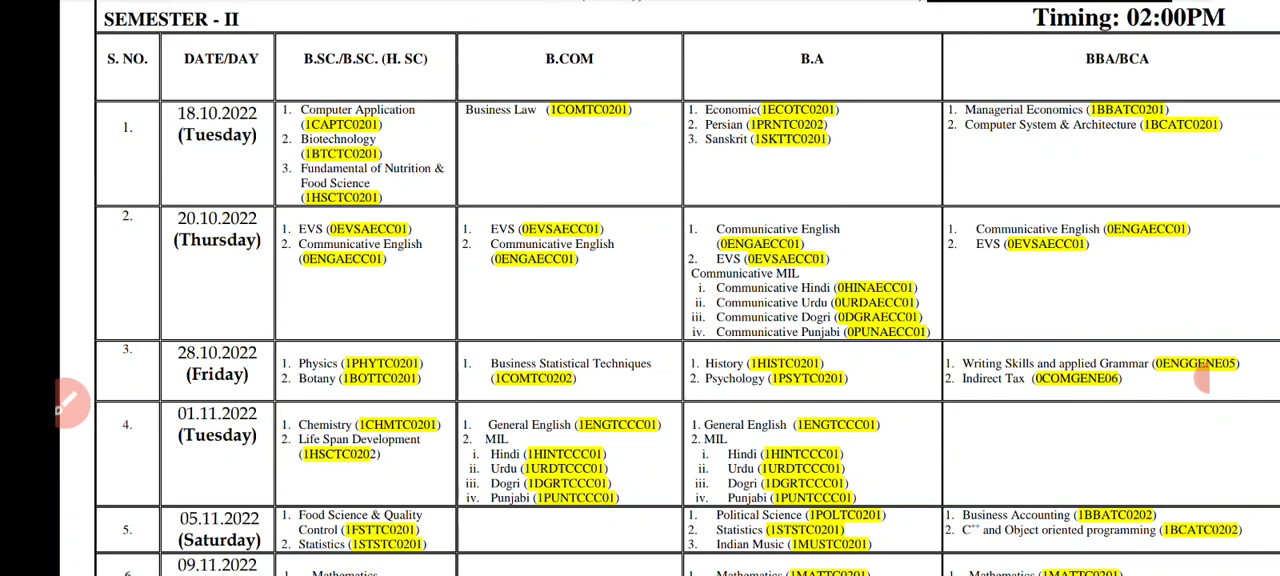 SEMESTER - II
Timing: 02:00PM
S. NO. DATE/DAY B.SC./B.SC. (H. SC) B.COM B.A BBA/BCA
1.
18.10.2022
(Tuesday)
1. Computer Application
(1CAPTC0201)
2. Biotechnology
(1BTCTC0201)
3. Fundamental of Nutrition &
Food Science
(1HSCTC0201)
Business Law (1COMTC0201)
1. Economic(1ECOTC0201)
2. Persian (1PRNTC0202)
3. Sanskrit (1SKTTC0201)
1. Managerial Economics (1BBATC0201)
2. Computer System & Architecture (1BCATC0201)
2.
20.10.2022
(Thursday)
1. EVS (0EVSAECC01)
2. Communicative English
(0ENGAECC01)
1. EVS (0EVSAECC01)
2. Communicative English
(0ENGAECC01)
1. Communicative English
(0ENGAECC01)
2. EVS (0EVSAECC01)
Communicative MIL
i. Communicative Hindi (0HINAECC01)
ii. Communicative Urdu (0URDAECC01)
iii. Communicative Dogri (0DGRAECC01)
iv. Communicative Punjabi (0PUNAECC01)
1. Communicative English (0ENGAECC01)
2. EVS (0EVSAECC01)
3.
28.10.2022
(Friday)
1. Physics (1PHYTC0201)
2. Botany (1BOTTC0201)
1. Business Statistical Techniques
(1COMTC0202)
1. History (1HISTC0201)
2. Psychology (1PSYTC0201)
1. Writing Skills and applied Grammar (0ENGGENE05)
2. Indirect Tax (0COMGENE06)
4.
01.11.2022
(Tuesday)
1. Chemistry (1CHMTC0201)
2. Life Span Development
(1HSCTC0202)
1. General English (1ENGTCCC01)
2. MIL
i. Hindi (1HINTCCC01)
ii. Urdu (1URDTCCC01)
iii. Dogri (1DGRTCCC01)
iv. Punjabi (1PUNTCCC01)
1. General English (1ENGTCCC01)
2. MIL
i. Hindi (1HINTCCC01)
ii. Urdu (1URDTCCC01)
iii. Dogri (1DGRTCCC01)
iv. Punjabi (1PUNTCCC01)
5.
05.11.2022
(Saturday)
1. Food Science & Quality
Control (1FSTTC0201)
2. Statistics (1STSTC0201)
1. Political Science (1POLTC0201)
2. Statistics (1STSTC0201)
3. Indian Music (1MUSTC0201)
1. Business Accounting (1BBATC0202)
2. C++ and Object oriented programming (1BCATC0202)
6
09.11.2022
1. Mathematics
Mathematics (1MATTC0201)
1. Mathematics (1MATTC0201)